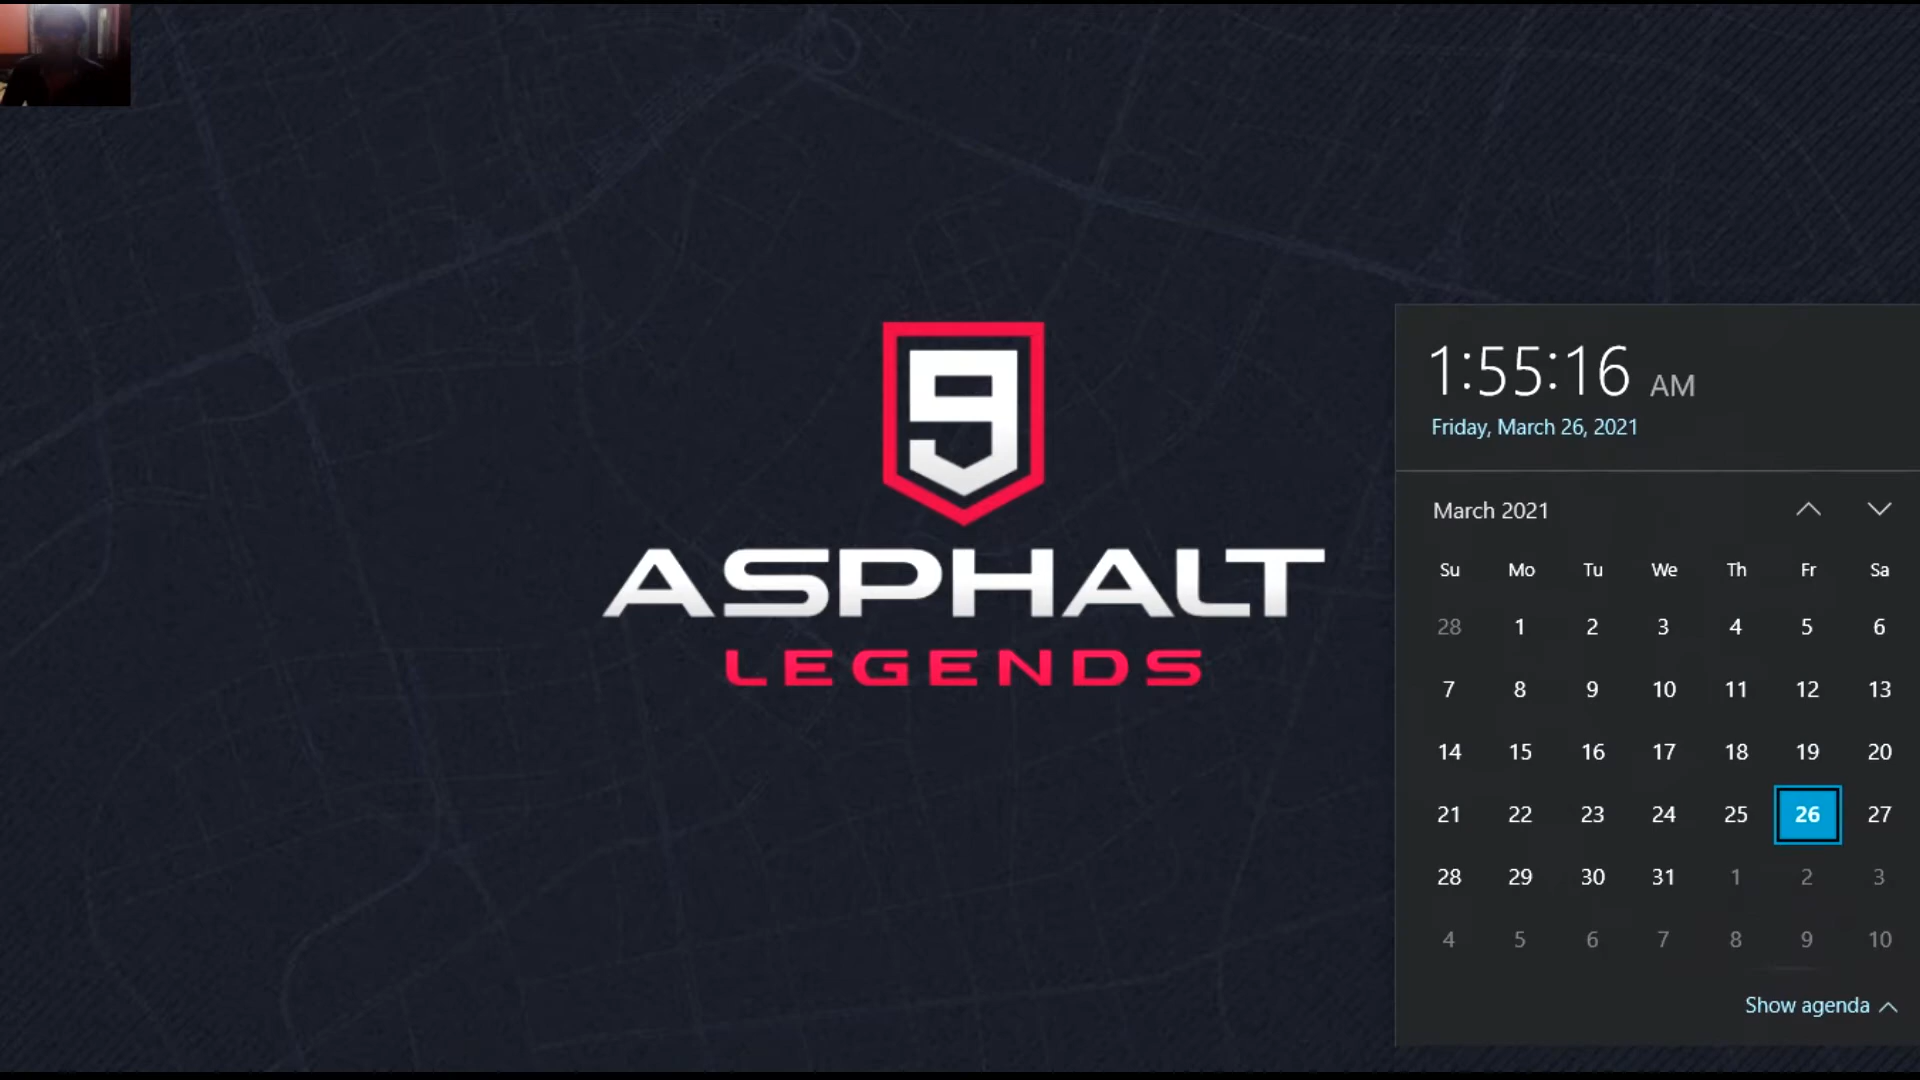 9
ASPHALT
LEGENDS
1:55:16 AM
Friday, March 26, 2021
March 2021
Su Mo Tu We Th Fr Sa
28 1 2 3 4 5 6
7 8 9 10 11 12 13
14 15 16 17 18 19 20
21 22 23 24 25 26 27
28 29 30 31 1 2 3
4 5 6 7 8 9 10
Show agenda